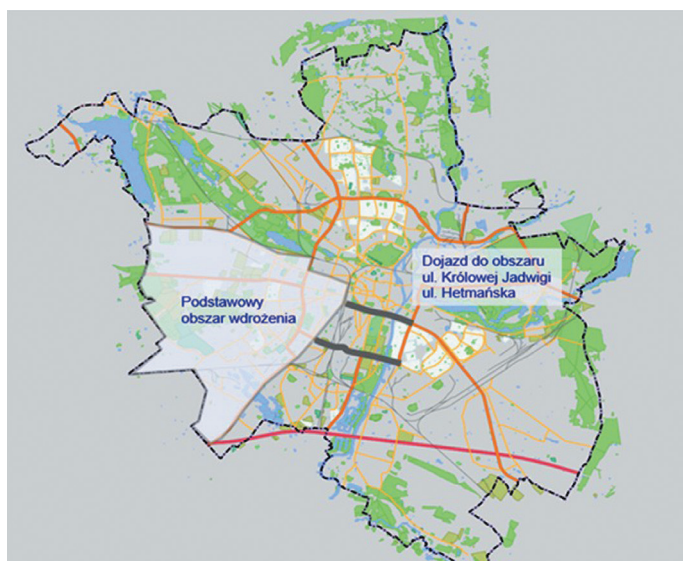 Dojazd do obszaru
ul. Królowej Jadwigi
ul. Hetmańska
Podstawowy
obszar wdrożenia